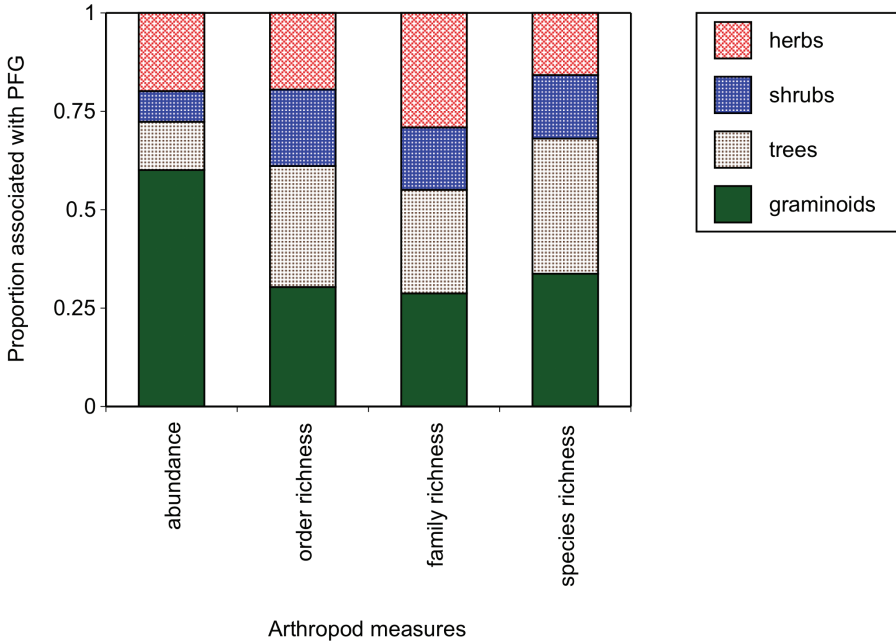 Proportion associated with PFG
1
0.75
0.5
0.25
0
abundance
order richness
family richness
species richness
Arthropod measures
herbs
shrubs
trees
graminoids